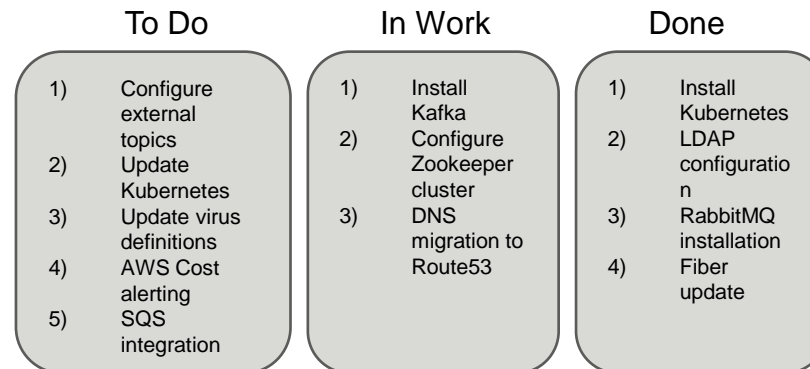 To Do
1) Configure
external
topics
2) Update
Kubernetes
3) Update virus
definitions
4) AWS Cost
alerting
5) SQS
integration
In Work
1) Install
Kafka
2) Configure
Zookeeper
cluster
3) DNS
migration to
Route53
Done
1) Install
Kubernetes
2) LDAP
configuratio
n
3) RabbitMQ
installation
4) Fiber
update